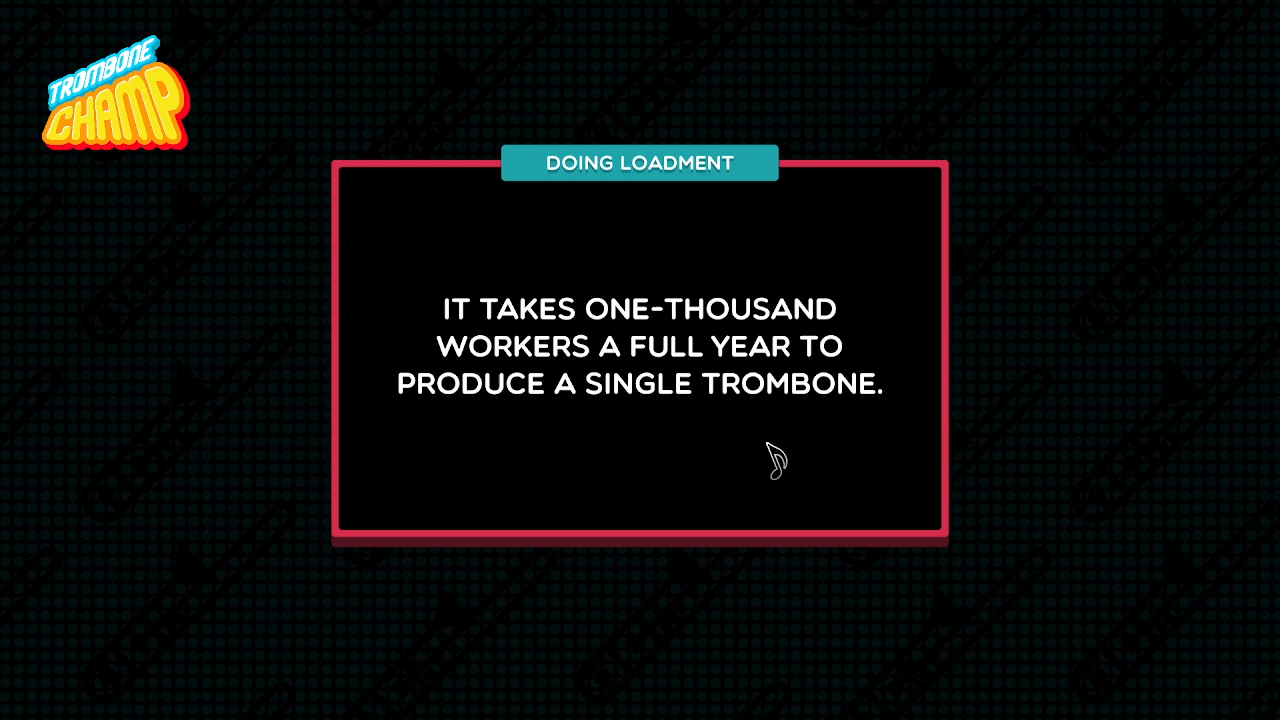 TROMBONE
CHAMP
DOING LOADMENT
IT TAKES ONE-THOUSAND
WORKERS A FULL YEAR TO
PRODUCE A SINGLE TROMBONE.